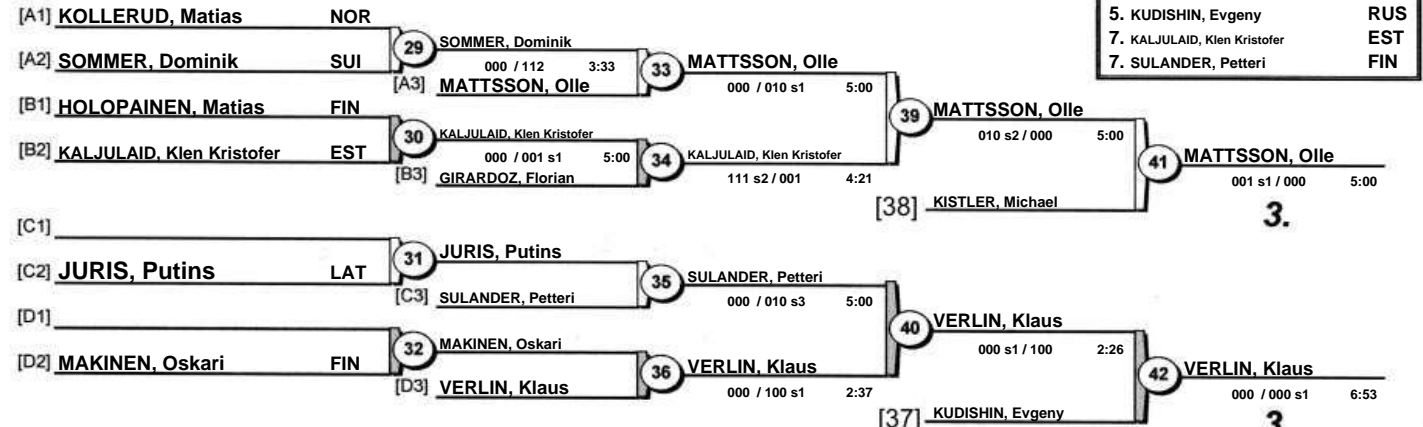 [A1] KOLLERUD, Matias NOR
[A2] SOMMER, Dominik SUI
29
SOMMER, Dominik
000 / 112 3:33
[A3] MATTSSON, Olle
33
MATTSSON, Olle
000 / 010 s1 5:00
[B1] HOLOPAINEN, Matias FIN
[B2] KALJULAID, Klen Kristofer EST
30
KALJULAID, Klen Kristofer
000 / 001 s1 5:00
[B3] GIRARDOZ, Florian
34
KALJULAID, Klen Kristofer
111 s2 / 001 4:21
39
MATTSSON, Olle
010 s2 / 000 5:00
[38] KISTLER, Michael
41
MATTSSON, Olle
001 s1 / 000 5:00
3.
[C1]
[C2] JURIS, Putins LAT
31
JURIS, Putins
[C3] SULANDER, Petteri
35
SULANDER, Petteri
000 / 010 s3 5:00
[D1]
[D2] MAKINEN, Oskari FIN
32
MAKINEN, Oskari
[D3] VERLIN, Klaus
36
VERLIN, Klaus
000 / 100 s1 2:37
40
VERLIN, Klaus
000 s1 / 100 2:26
[37] KUDISHIN, Evgeny
42
VERLIN, Klaus
000 / 000 s1 6:53
3.
5. KUDISHIN, Evgeny RUS
7. KALJULAID, Klen Kristofer EST
7. SULANDER, Petteri FIN